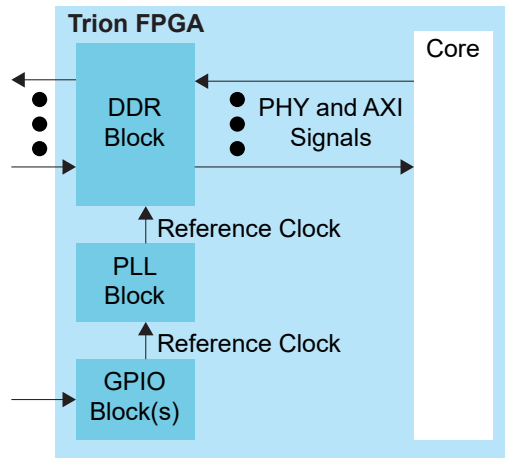 Trion FPGA
Core
DDR
Block
PHY and AXI
Signals
Reference Clock
PLL
Block
Reference Clock
GPIO
Block(s)